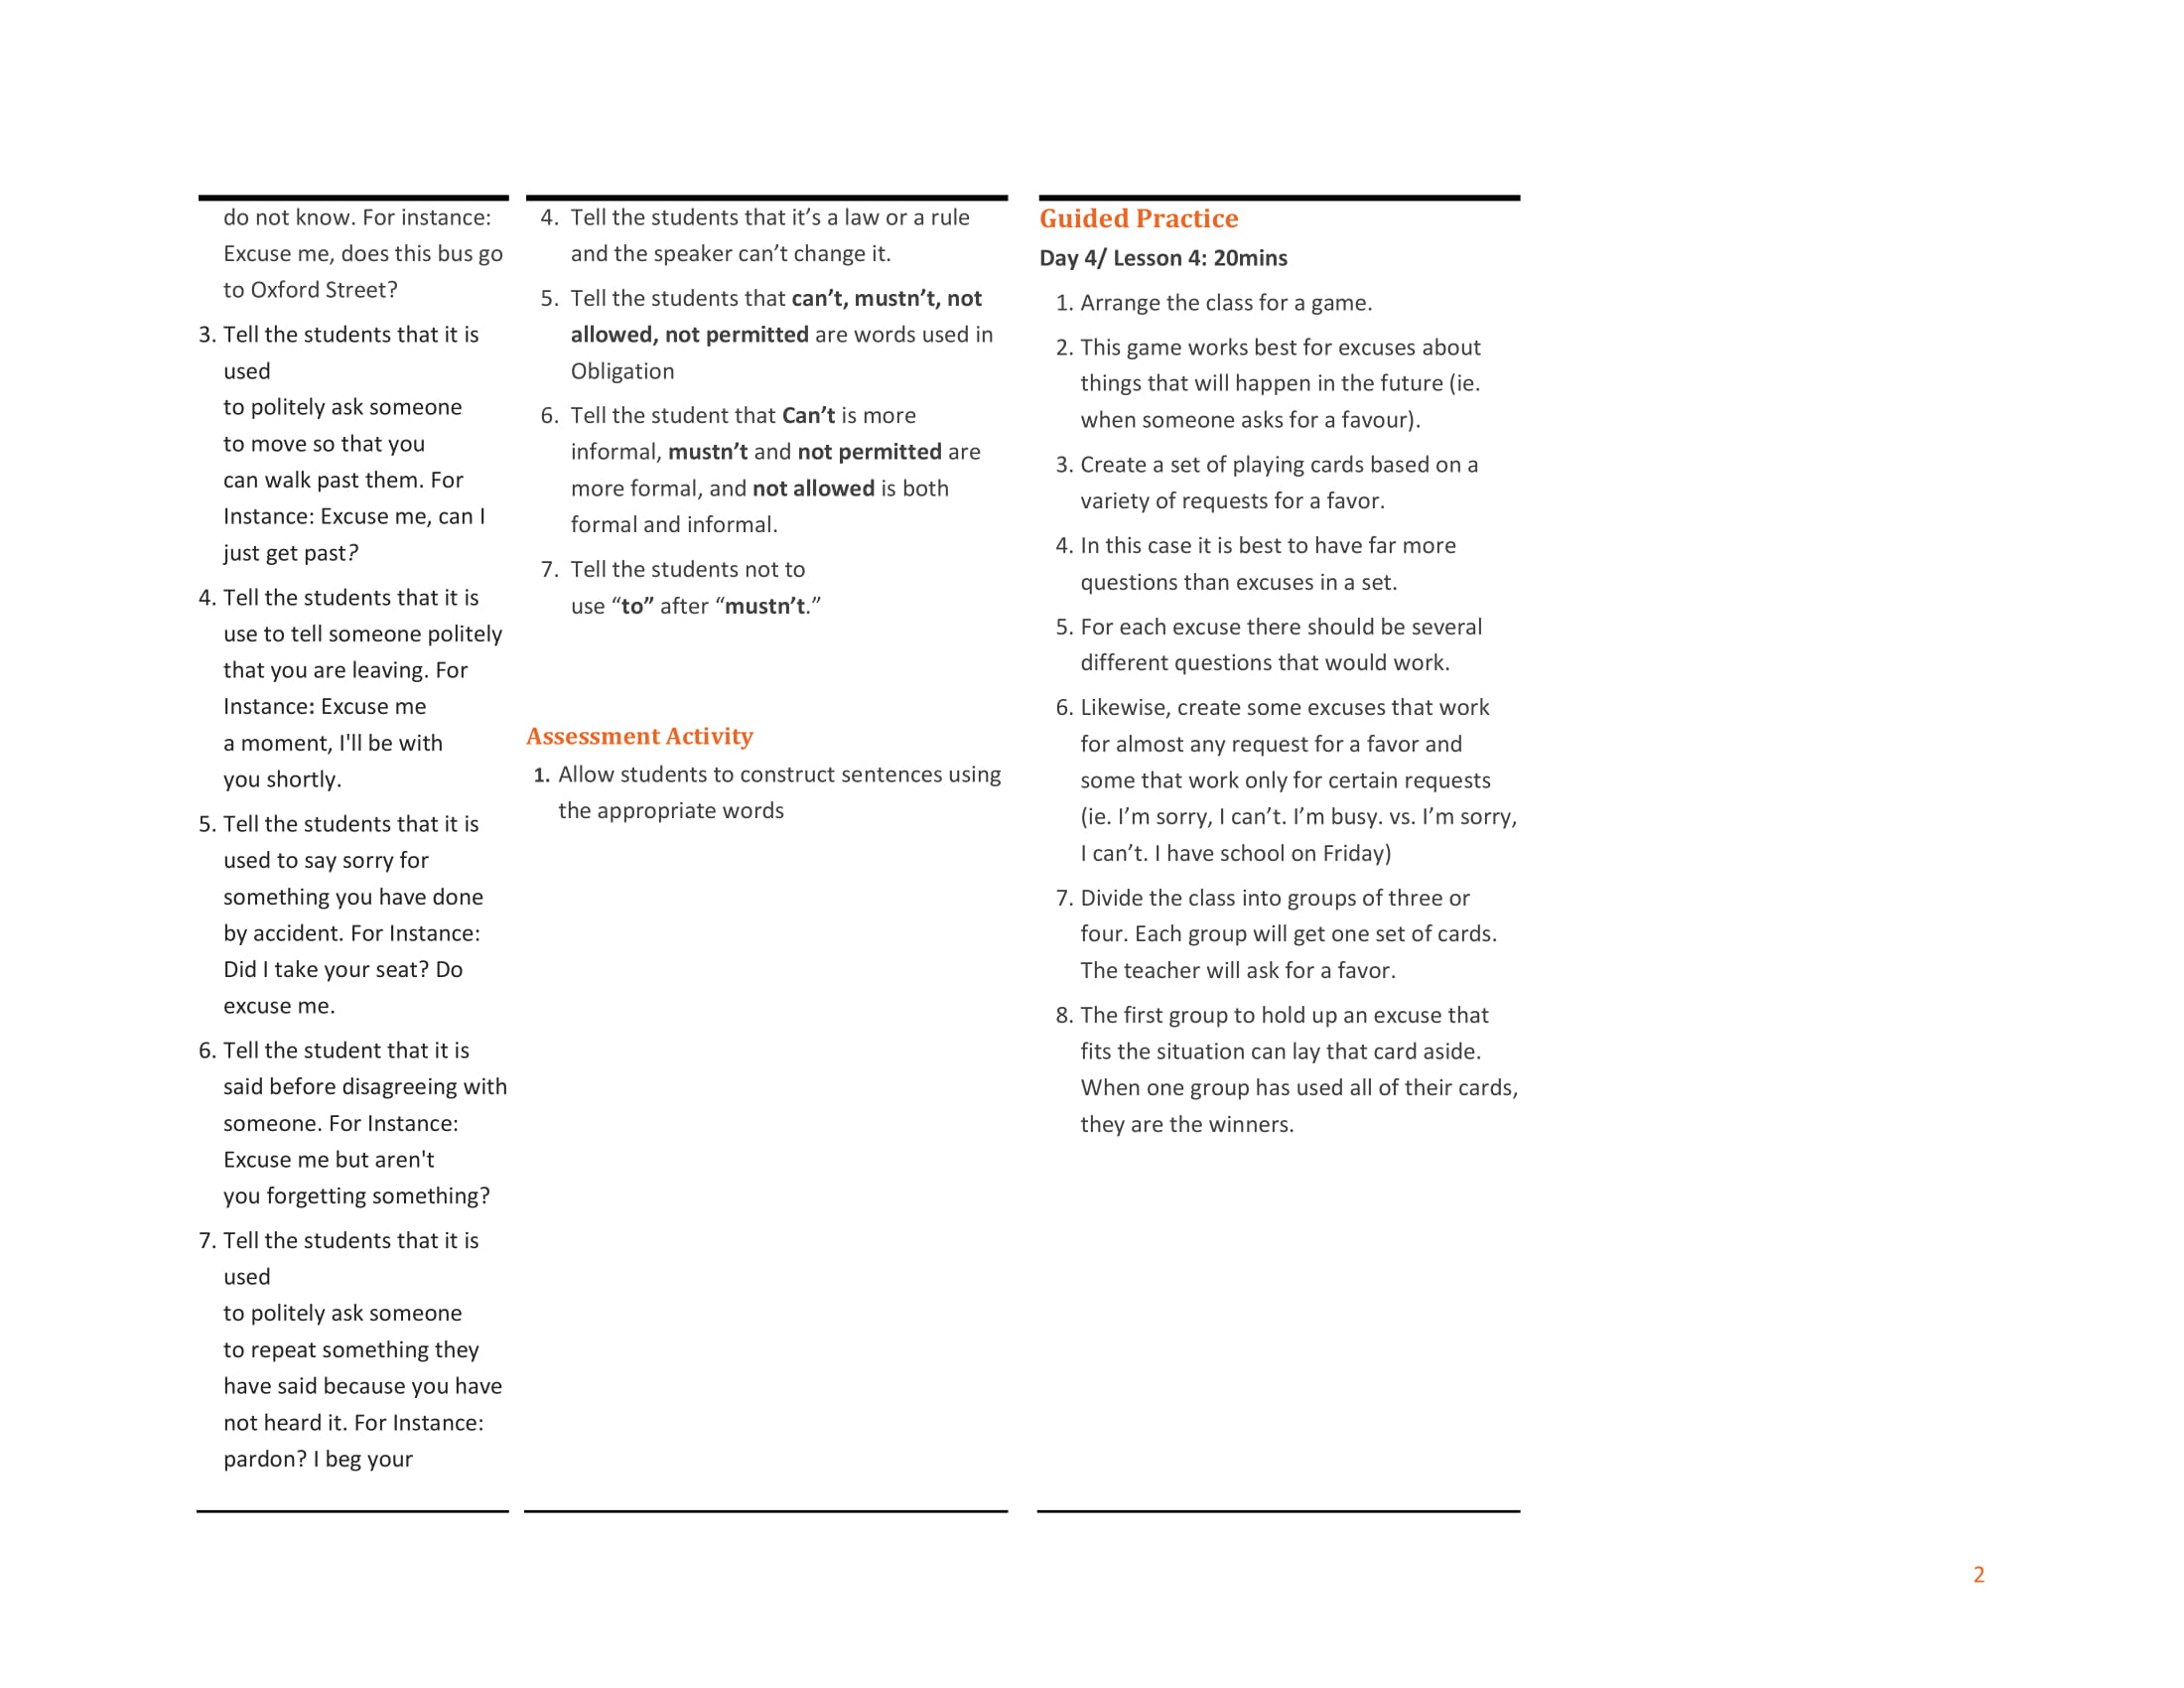 do not know. For instance:
Excuse me, does this bus go
to Oxford Street?
3. Tell the students that it is
used
to politely ask someone
to move so that you
can walk past them. For
Instance: Excuse me, can I
just get past?
4. Tell the students that it is
use to tell someone politely
that you are leaving. For
Instance: Excuse me
a moment, I'll be with
you shortly.
5. Tell the students that it is
used to say sorry for
something you have done
by accident. For Instance:
Did I take your seat? Do
excuse me.
6. Tell the student that it is
said before disagreeing with
someone. For Instance:
Excuse me but aren't
you forgetting something?
7. Tell the students that it is
used
to politely ask someone
to repeat something they
have said because you have
not heard it. For Instance:
pardon? I beg your
4. Tell the students that it’s a law or a rule
and the speaker can’t change it.
5. Tell the students that can’t, mustn’t, not
allowed, not permitted are words used in
Obligation
6. Tell the student that Can’t is more
informal, mustn’t and not permitted are
more formal, and not allowed is both
formal and informal.
7. Tell the students not to
use “to” after “mustn’t.”
Assessment Activity
1. Allow students to construct sentences using
the appropriate words
Guided Practice
Day 4/ Lesson 4: 20mins
1. Arrange the class for a game.
2. This game works best for excuses about
things that will happen in the future (ie.
when someone asks for a favour).
3. Create a set of playing cards based on a
variety of requests for a favor.
4. In this case it is best to have far more
questions than excuses in a set.
5. For each excuse there should be several
different questions that would work.
6. Likewise, create some excuses that work
for almost any request for a favor and
some that work only for certain requests
(ie. I’m sorry, I can’t. I’m busy. vs. I’m sorry,
I can’t. I have school on Friday)
7. Divide the class into groups of three or
four. Each group will get one set of cards.
The teacher will ask for a favor.
8. The first group to hold up an excuse that
fits the situation can lay that card aside.
When one group has used all of their cards,
they are the winners.
2